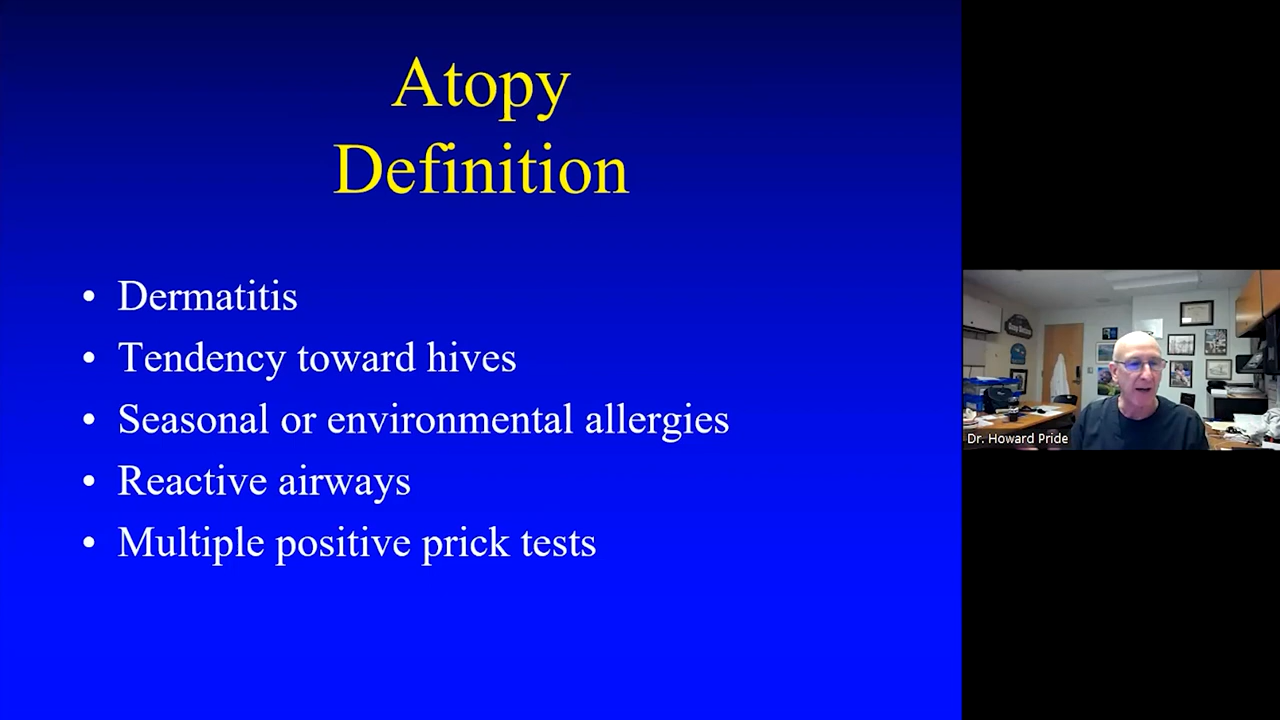 Atopy
Definition
• Dermatitis
• Tendency toward hives
• Seasonal or environmental allergies
• Reactive airways
• Multiple positive prick tests
Dr. Howard Pride